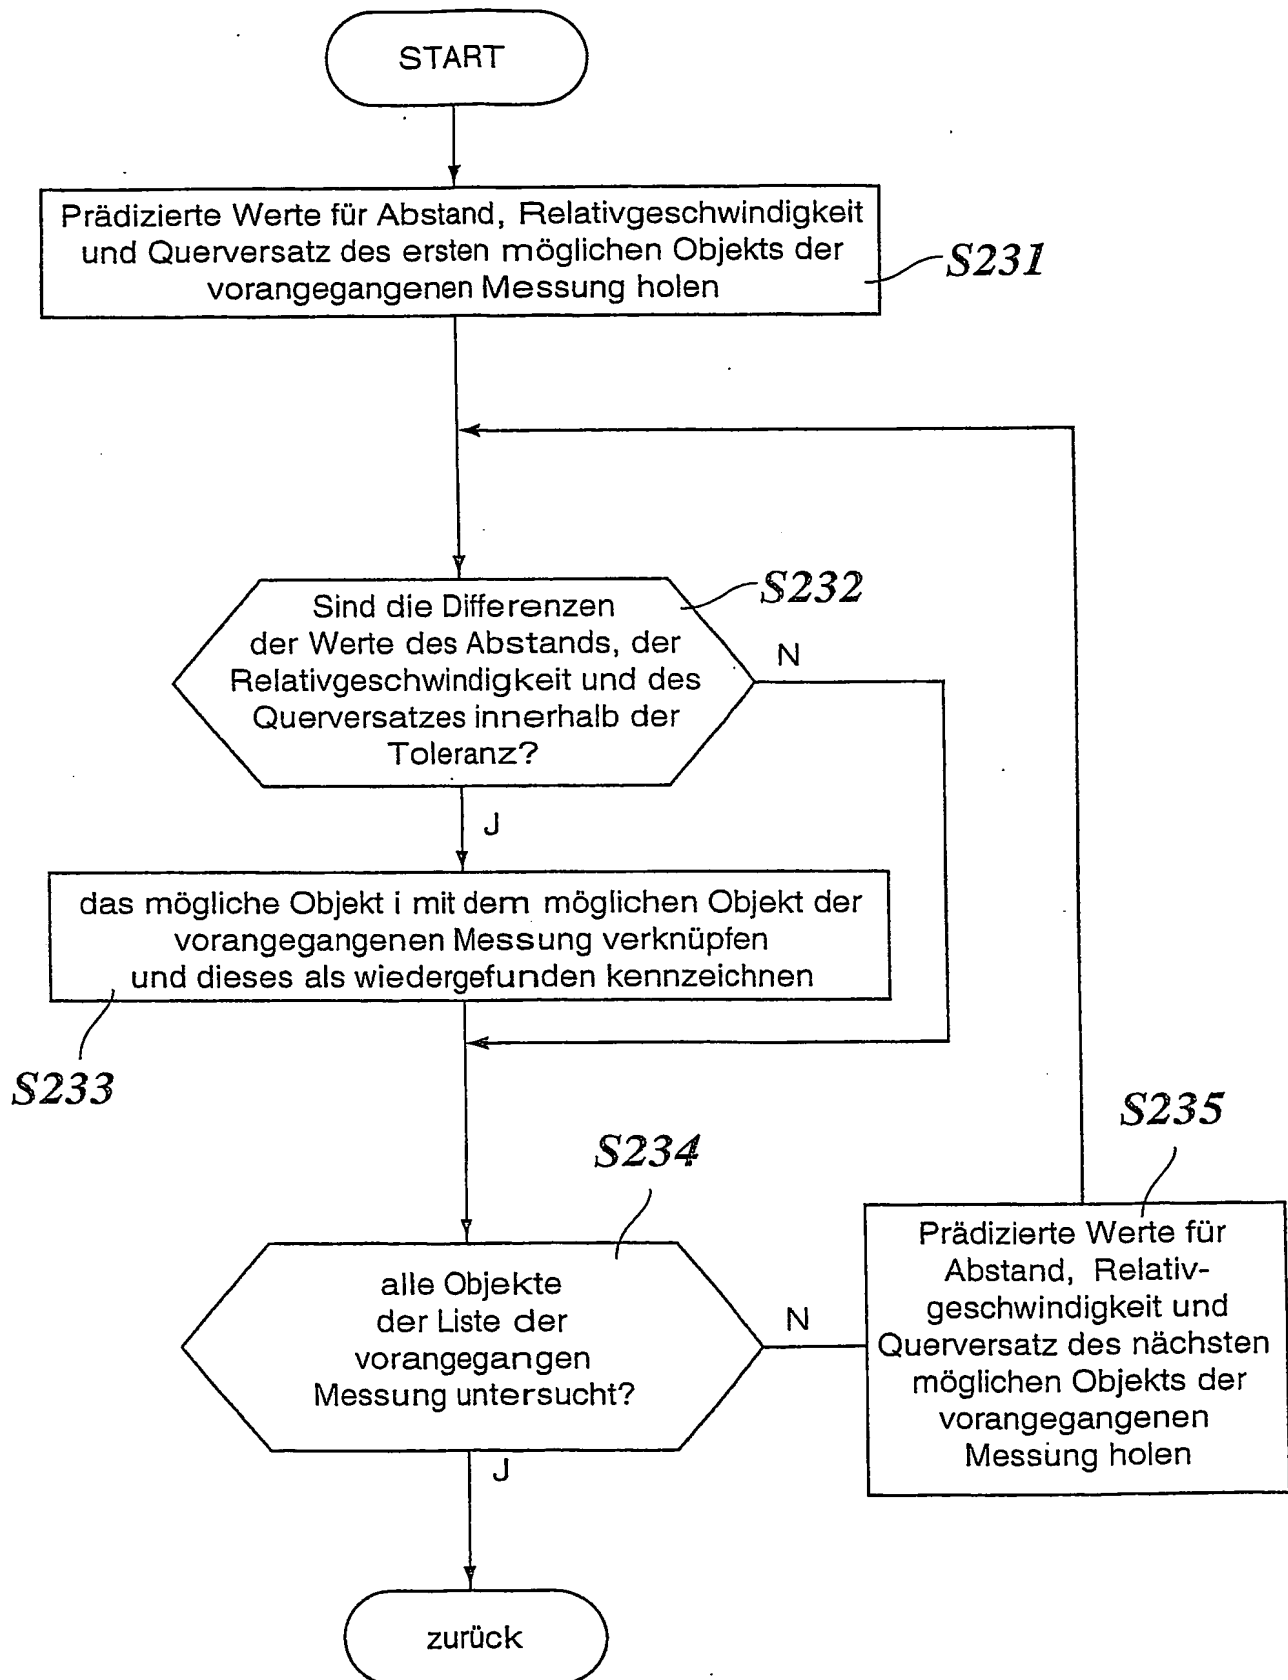 START
Prädizierte Werte für Abstand, Relativgeschwindigkeit
und Querversatz des ersten möglichen Objekts der
vorangegangenen Messung holen
S231
Sind die Differenzen
der Werte des Abstands, der
Relativgeschwindigkeit und des
Querversatzes innerhalb der
Toleranz?
S232
N
J
das mögliche Objekt i mit dem möglichen Objekt der
vorangegangenen Messung verknüpfen
und dieses als wiedergefunden kennzeichnen
S233
S234
alle Objekte
der Liste der
vorangegangen
Messung untersucht?
N
J
S235
Prädizierte Werte für
Abstand, Relativ-
geschwindigkeit und
Querversatz des nächsten
möglichen Objekts der
vorangegangenen
Messung holen
zurück